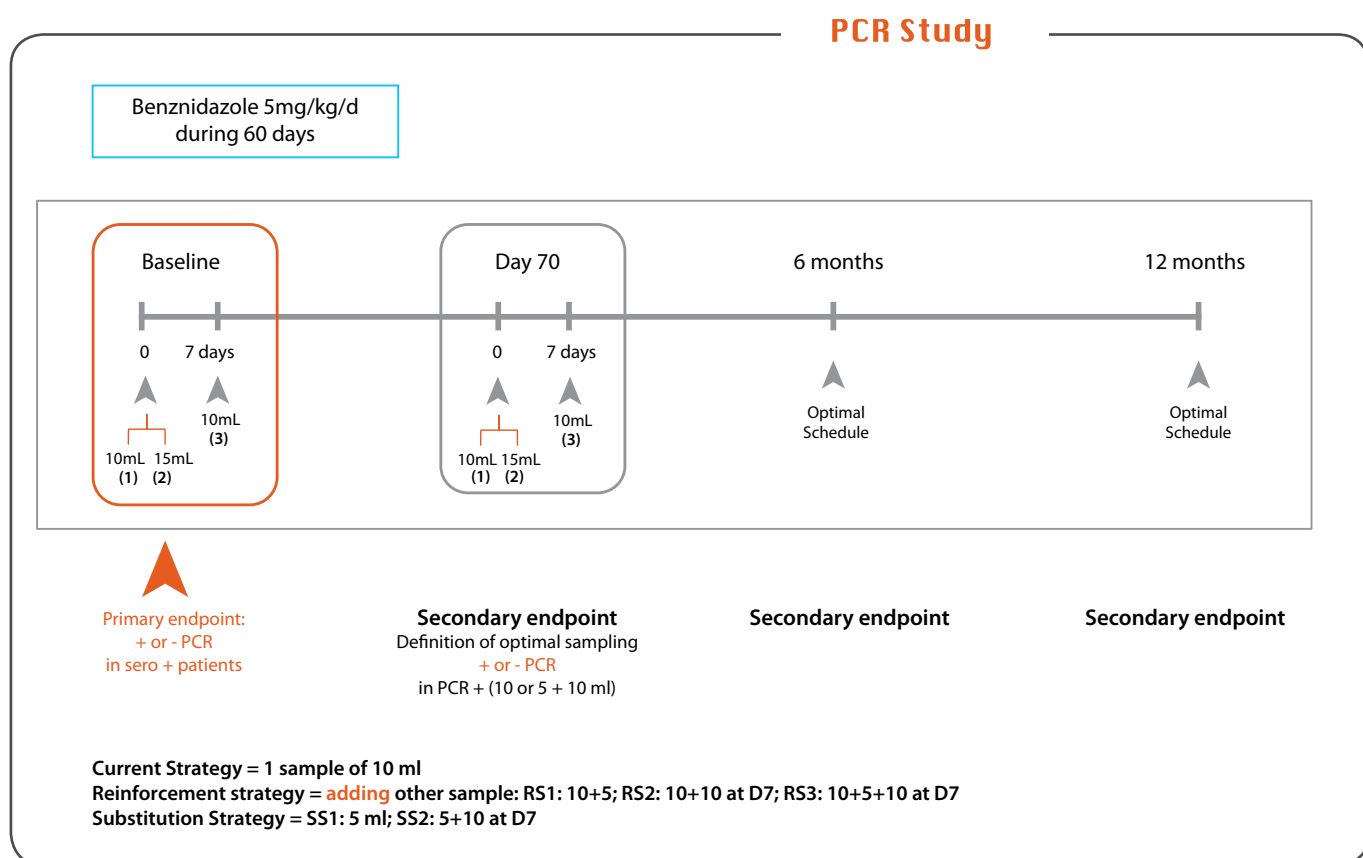 PCR Study
Benznidazole 5mg/kg/d
during 60 days
Baseline
Day 70
6 months
12 months
0
7 days
0
7 days
10mL
(3)
10mL
(1)
15mL
(2)
10mL
(3)
10mL
(1)
15mL
(2)
Optimal
Schedule
Optimal
Schedule
Primary endpoint:
+ or - PCR
in sero + patients
Secondary endpoint
Definition of optimal sampling
+ or - PCR
in PCR + (10 or 5 + 10 ml)
Secondary endpoint
Secondary endpoint
Current Strategy = 1 sample of 10 ml
Reinforcement strategy = adding other sample: RS1: 10+5; RS2: 10+10 at D7; RS3: 10+5+10 at D7
Substitution Strategy = SS1: 5 ml; SS2: 5+10 at D7